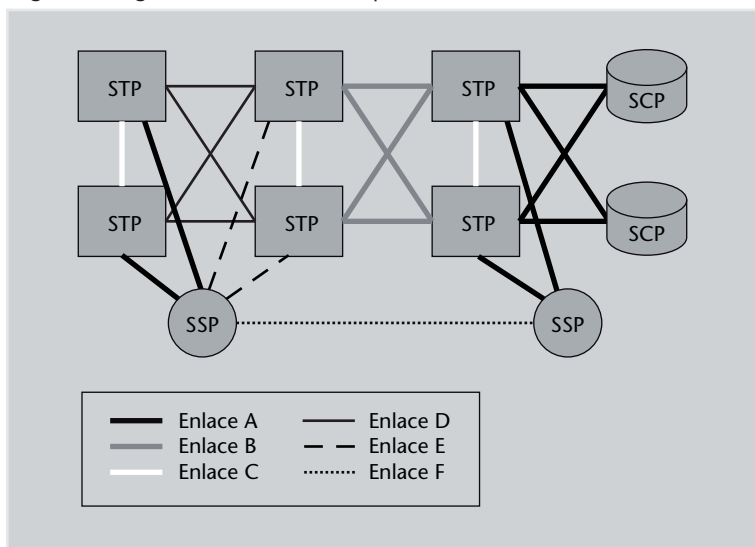 STP STP STP SCP
STP STP STP SCP
SSP SSP
Enlace A Enlace D
Enlace B Enlace E
Enlace C Enlace F